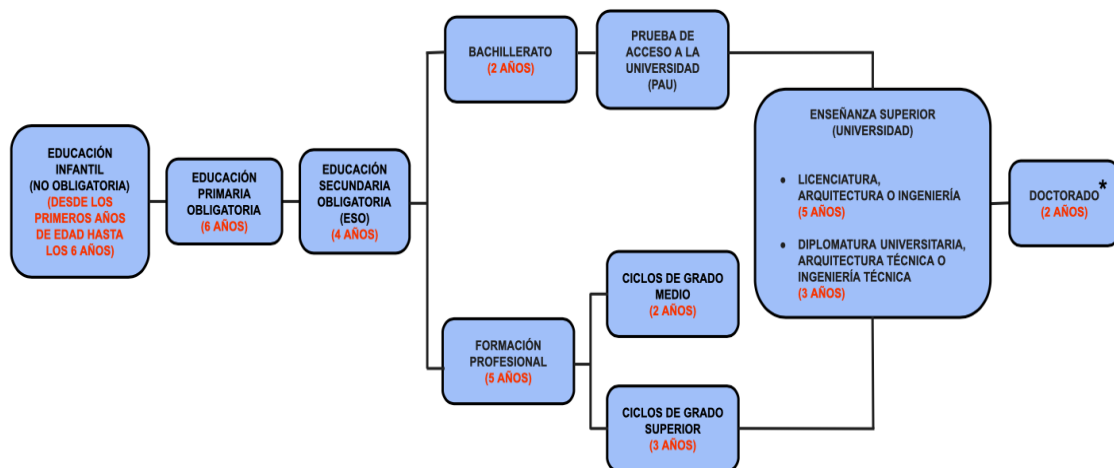 EDUCACIÓN
INFANTIL
(NO OBLIGATORIA)
(DESDE LOS
PRIMEROS AÑOS
DE EDAD HASTA
LOS 6 AÑOS)
EDUCACIÓN
PRIMARIA
OBLIGATORIA
(6 AÑOS)
EDUCACIÓN
SECUNDARIA
OBLIGATORIA
(ESO)
(4 AÑOS)
BACHILLERATO
(2 AÑOS)
PRUEBA DE
ACCESO A LA
UNIVERSIDAD
(PAU)
FORMACIÓN
PROFESIONAL
(5 AÑOS)
CICLOS DE GRADO
MEDIO
(2 AÑOS)
CICLOS DE GRADO
SUPERIOR
(3 AÑOS)
ENSEÑANZA SUPERIOR
(UNIVERSIDAD)
• LICENCIATURA,
ARQUITECTURA O INGENIERÍA
(5 AÑOS)
• DIPLOMATURA UNIVERSITARIA,
ARQUITECTURA TÉCNICA O
INGENIERÍA TÉCNICA
(3 AÑOS)
DOCTORADO*
(2 AÑOS)